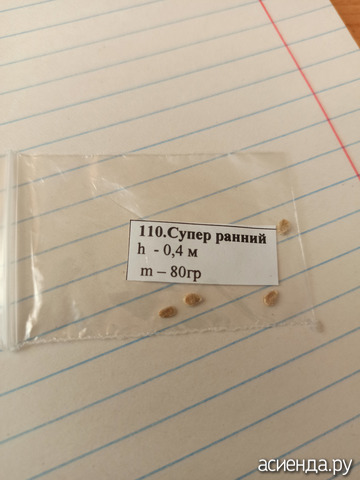 110.Супер ранний
h - 0,4 м
m – 80гр
асиенда.ру